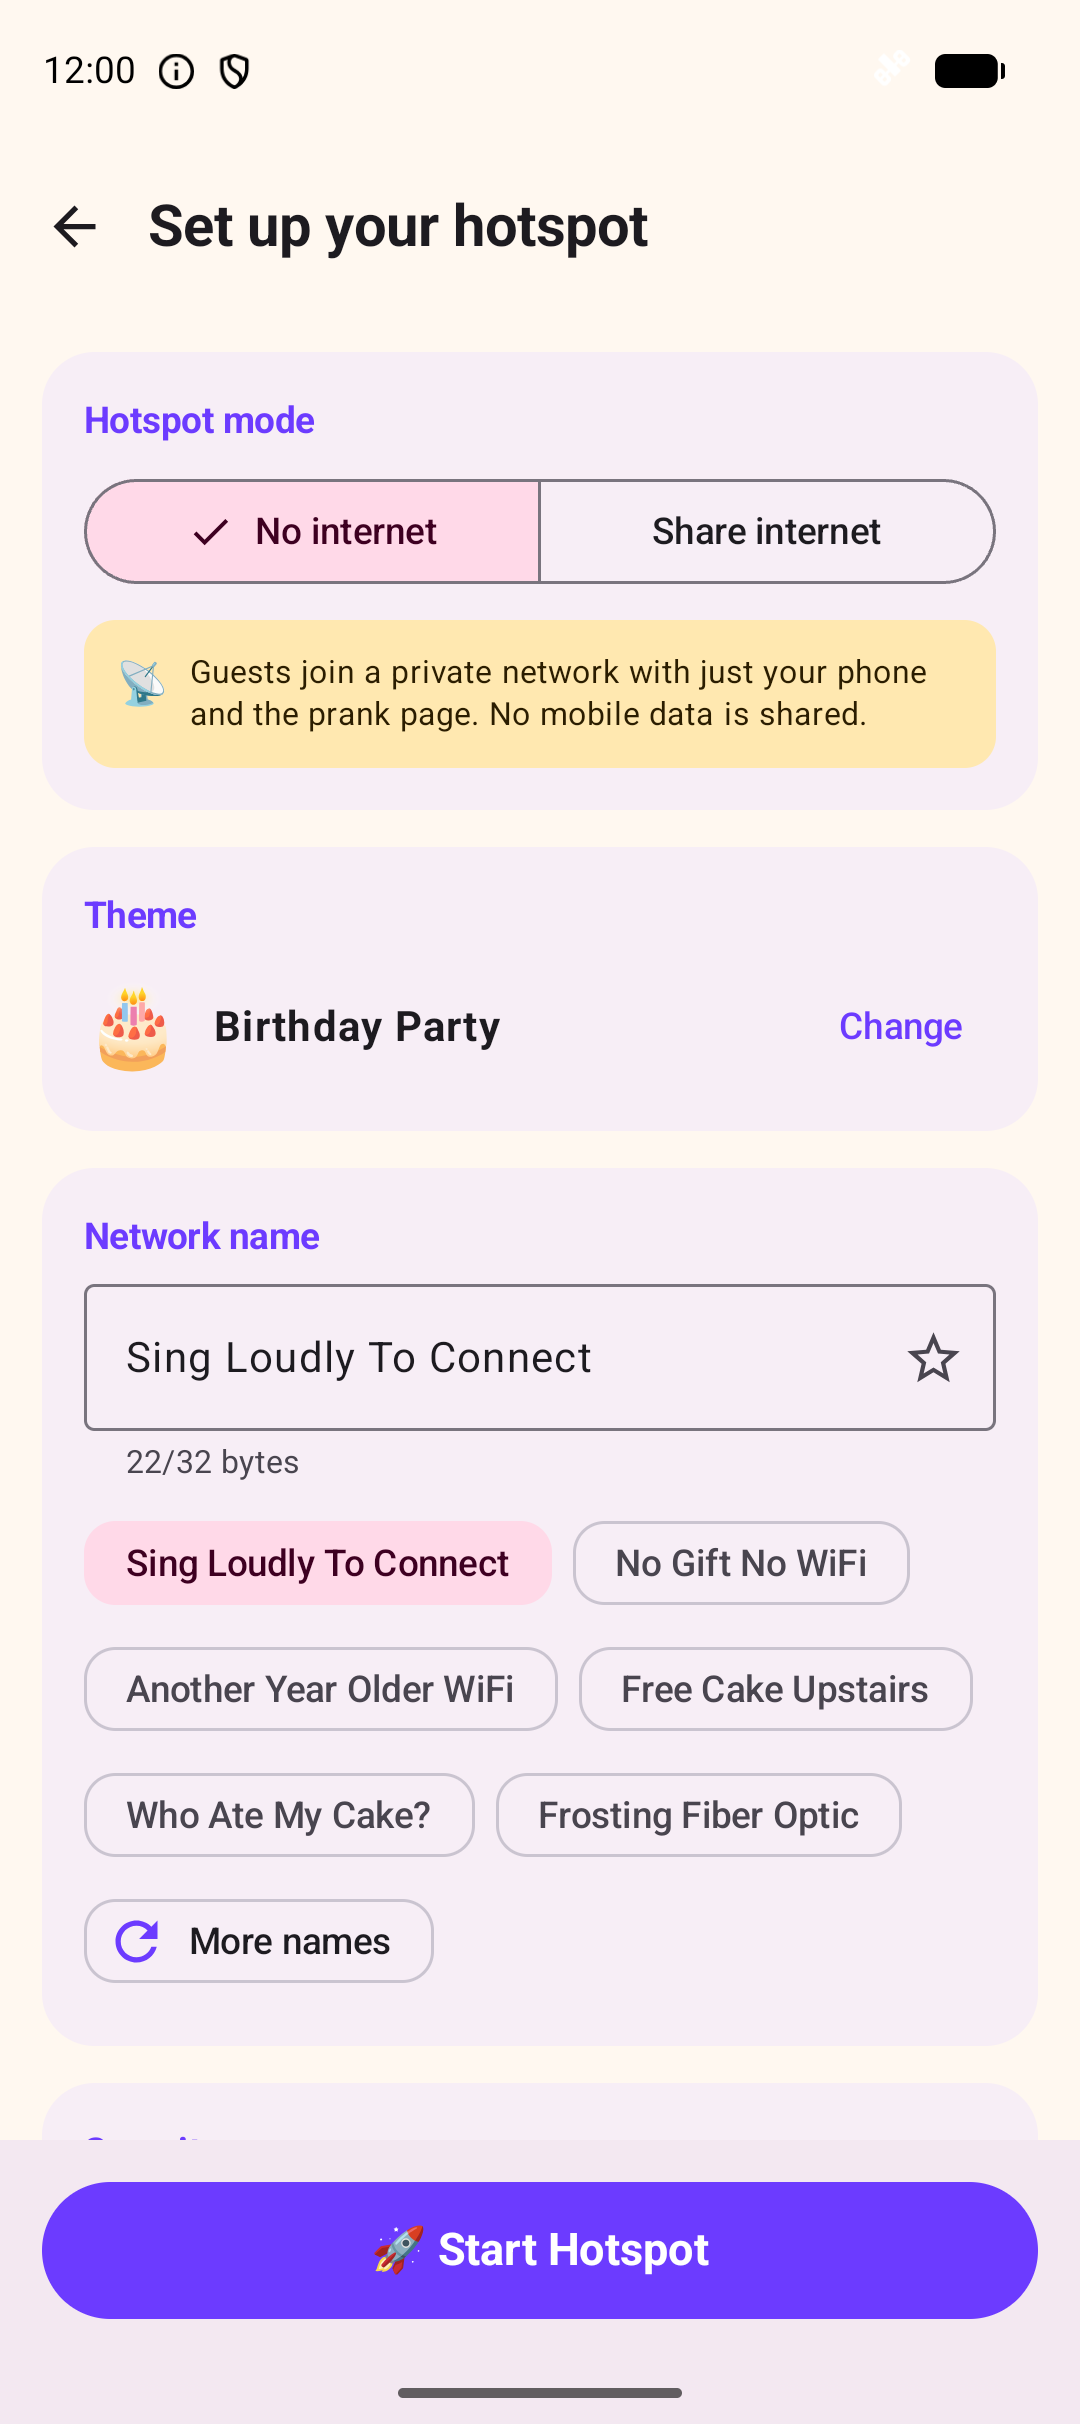 12:00
Set up your hotspot
Hotspot mode
No internet
Share internet
Guests join a private network with just your phone
and the prank page. No mobile data is shared.
Theme
Birthday Party
Change
Network name
Sing Loudly To Connect
22/32 bytes
Sing Loudly To Connect
No Gift No WiFi
Another Year Older WiFi
Free Cake Upstairs
Who Ate My Cake?
Frosting Fiber Optic
More names
🚀 Start Hotspot